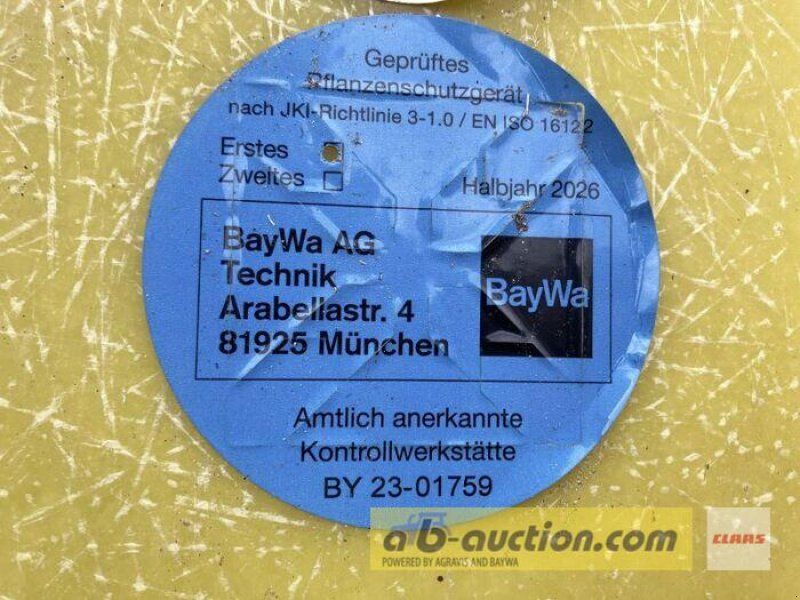 Geprüftes
Pflanzenschutzgerät
nach JKI-Richtlinie 3-1.0 / EN ISO 16122
Erstes
Zweites
Halbjahr 2026
BayWa AG
Technik
Arabellastr. 4
81925 München
BayWa
Amtlich anerkannte
Kontrollwerkstätte
BY 23-01759
ab-auction.com
POWERED BY AGRAVIS AND BAYWA
CLAAS